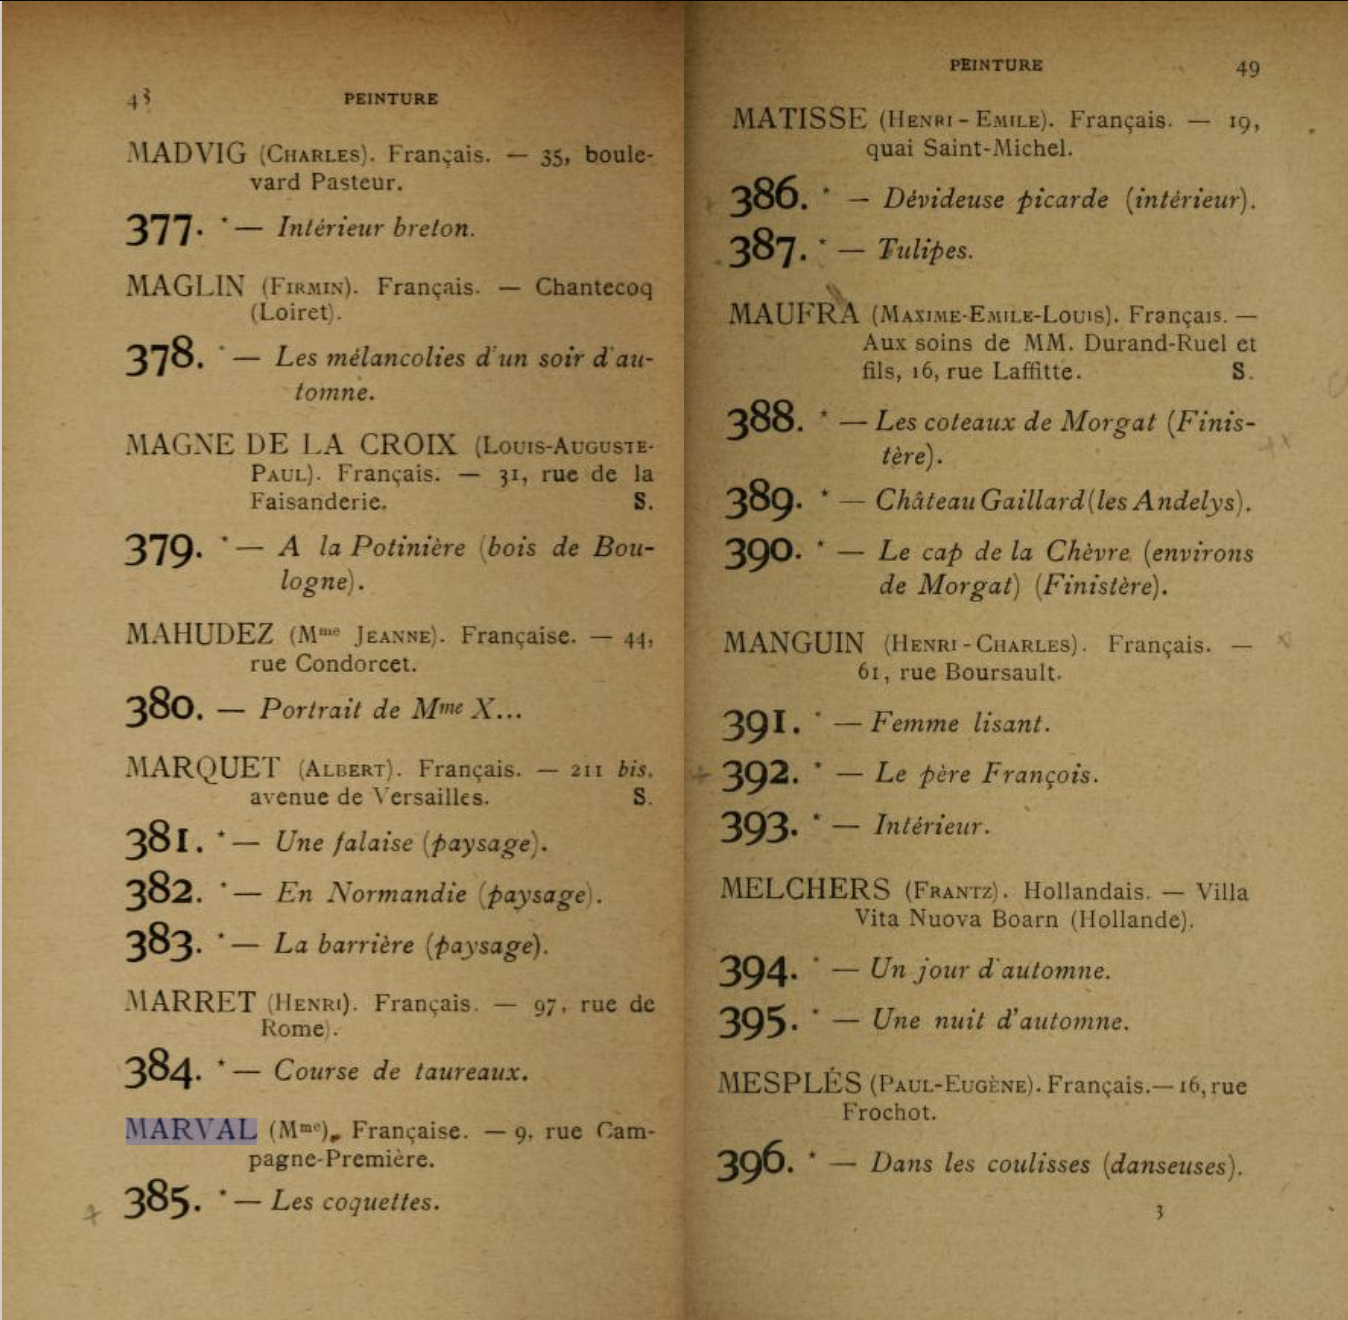 48 PEINTURE
MADVIG (CHARLES). Français. — 35, boule-
vard Pasteur.
377. * — Intérieur breton.
MAGLIN (FIRMIN). Français. — Chantecoq
(Loiret).
378. * — Les mélancolies d'un soir d'au-
tomne.
MAGNE DE LA CROIX (LOUIS-AUGUSTE-
PAUL). Français. — 31, rue de la
Faisanderie. S.
379. * — A la Potinière (bois de Bou-
logne).
MAHUDEZ (Mme JEANNE). Française. — 44,
rue Condorcet.
380. — Portrait de Mme X...
MARQUET (ALBERT). Français. — 211 bis,
avenue de Versailles. S.
381. * — Une falaise (paysage).
382. * — En Normandie (paysage).
383. * — La barrière (paysage).
MARRET (HENRI). Français. — 97, rue de
Rome).
384. * — Course de taureaux.
MARVAL (Mme), Française. — 9, rue Cam-
pagne-Première.
385. * — Les coquettes.
PEINTURE 49
MATISSE (HENRI-EMILE). Français. — 19,
quai Saint-Michel.
386. * — Dévideuse picarde (intérieur).
387. * — Tulipes.
MAUFRA (MAXIME-EMILE-LOUIS). Français. —
Aux soins de MM. Durand-Ruel et
fils, 16, rue Laffitte. S.
388. * — Les coteaux de Morgat (Finis-
tère).
389. * — Château Gaillard (les Andelys).
390. * — Le cap de la Chèvre (environs
de Morgat) (Finistère).
MANGUIN (HENRI-CHARLES). Français. —
61, rue Boursault.
391. * — Femme lisant.
392. * — Le père François.
393. * — Intérieur.
MELCHERS (FRANTZ). Hollandais. — Villa
Vita Nuova Boarn (Hollande).
394. * — Un jour d'automne.
395. * — Une nuit d'automne.
MESPLÉS (PAUL-EUGÈNE). Français. — 16, rue
Frochot.
396. * — Dans les coulisses (danseuses).
3